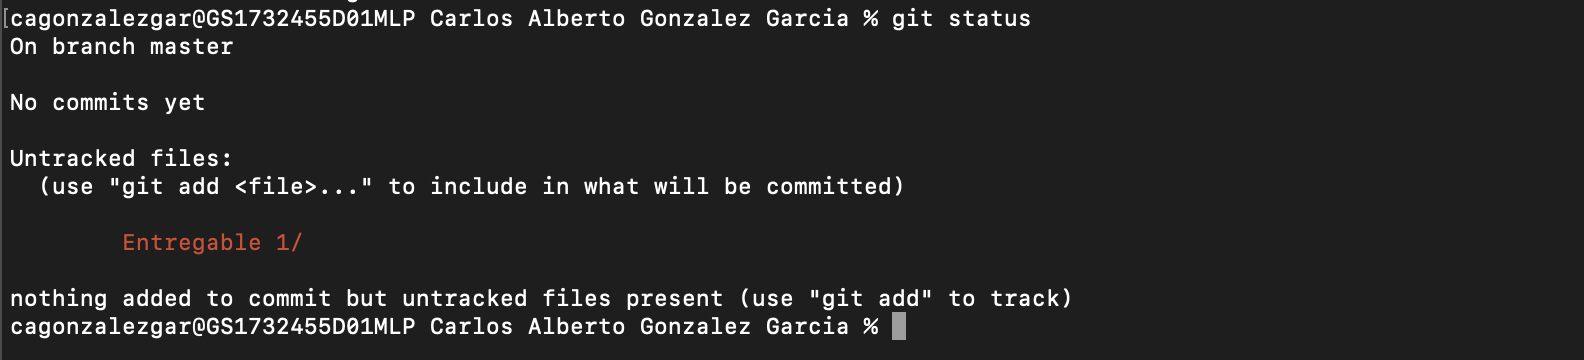 [cagonzalezgar@GS1732455D01MLP Carlos Alberto Gonzalez Garcia % git status
On branch master
No commits yet
Untracked files:
(use "git add <file>..." to include in what will be committed)
Entregable 1/
nothing added to commit but untracked files present (use "git add" to track)
cagonzalezgar@GS1732455D01MLP Carlos Alberto Gonzalez Garcia %